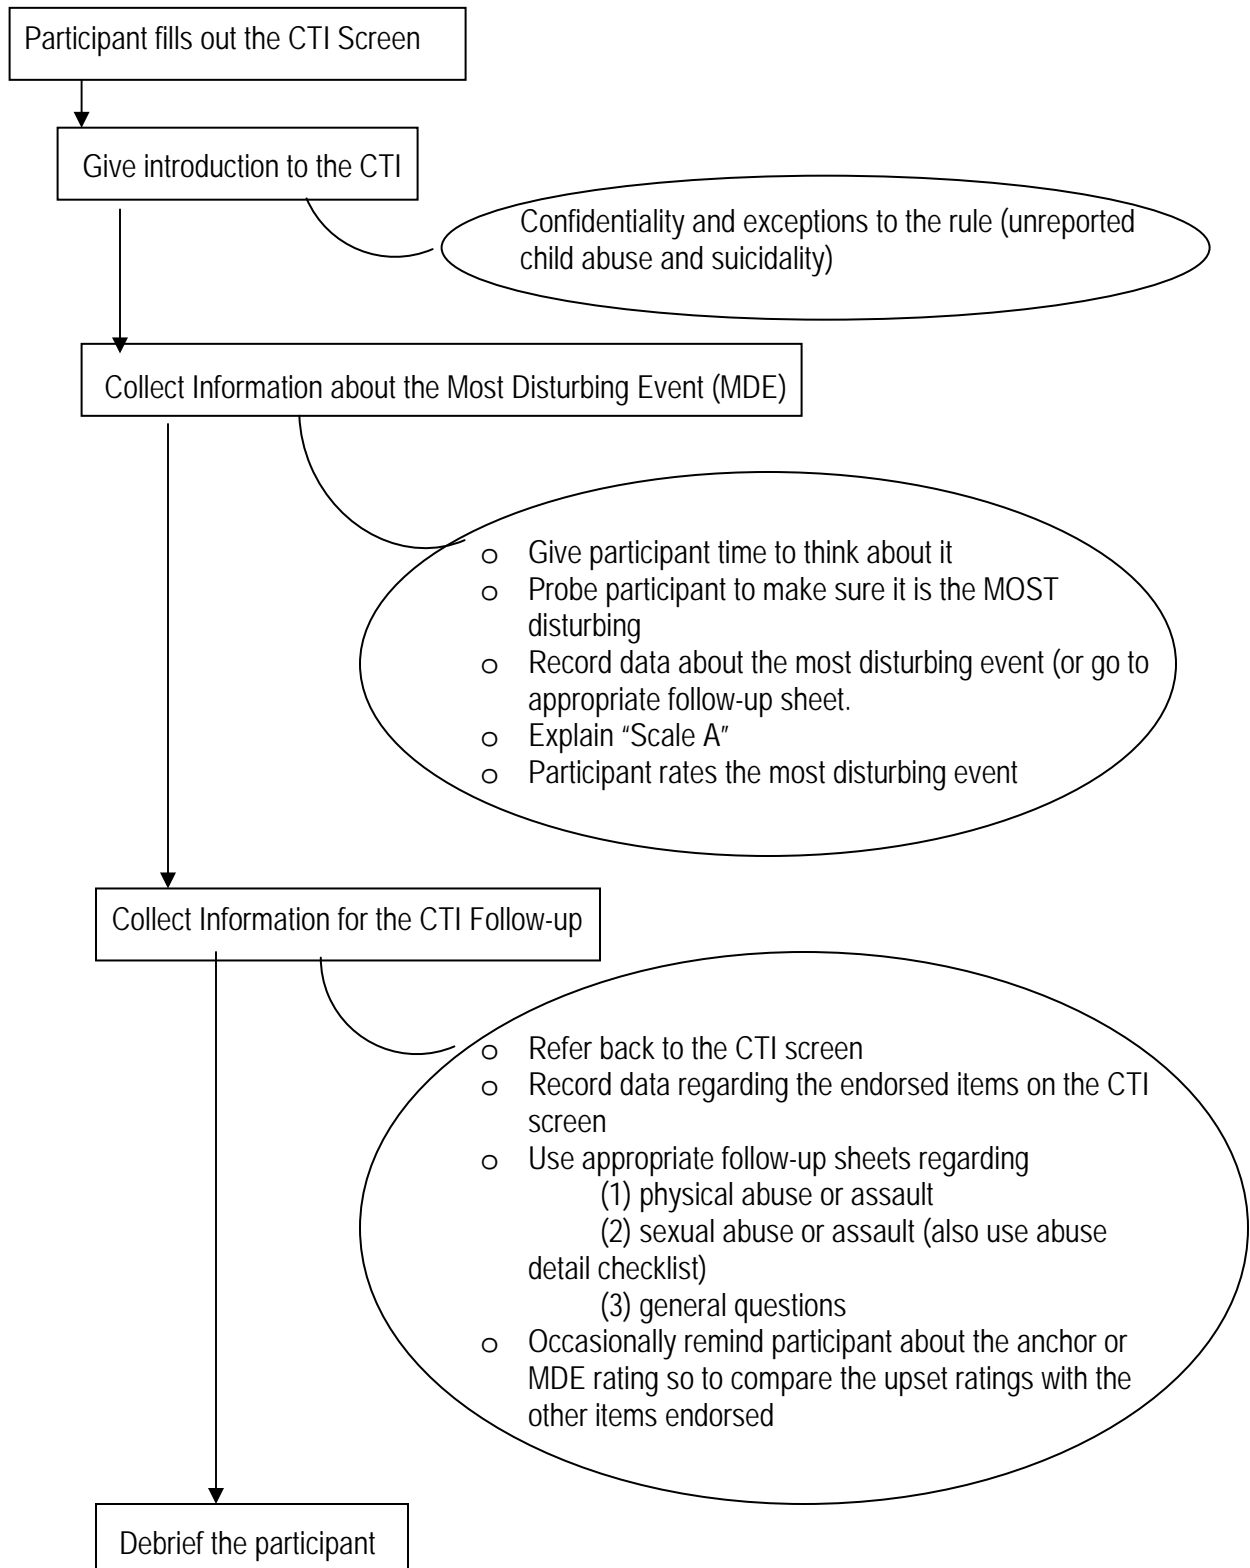 Participant fills out the CTI Screen
Give introduction to the CTI
Confidentiality and exceptions to the rule (unreported
child abuse and suicidality)
Collect Information about the Most Disturbing Event (MDE)
o Give participant time to think about it
o Probe participant to make sure it is the MOST
disturbing
o Record data about the most disturbing event (or go to
appropriate follow-up sheet.
o Explain “Scale A”
o Participant rates the most disturbing event
Collect Information for the CTI Follow-up
o Refer back to the CTI screen
o Record data regarding the endorsed items on the CTI
screen
o Use appropriate follow-up sheets regarding
(1) physical abuse or assault
(2) sexual abuse or assault (also use abuse
detail checklist)
(3) general questions
o Occasionally remind participant about the anchor or
MDE rating so to compare the upset ratings with the
other items endorsed
Debrief the participant